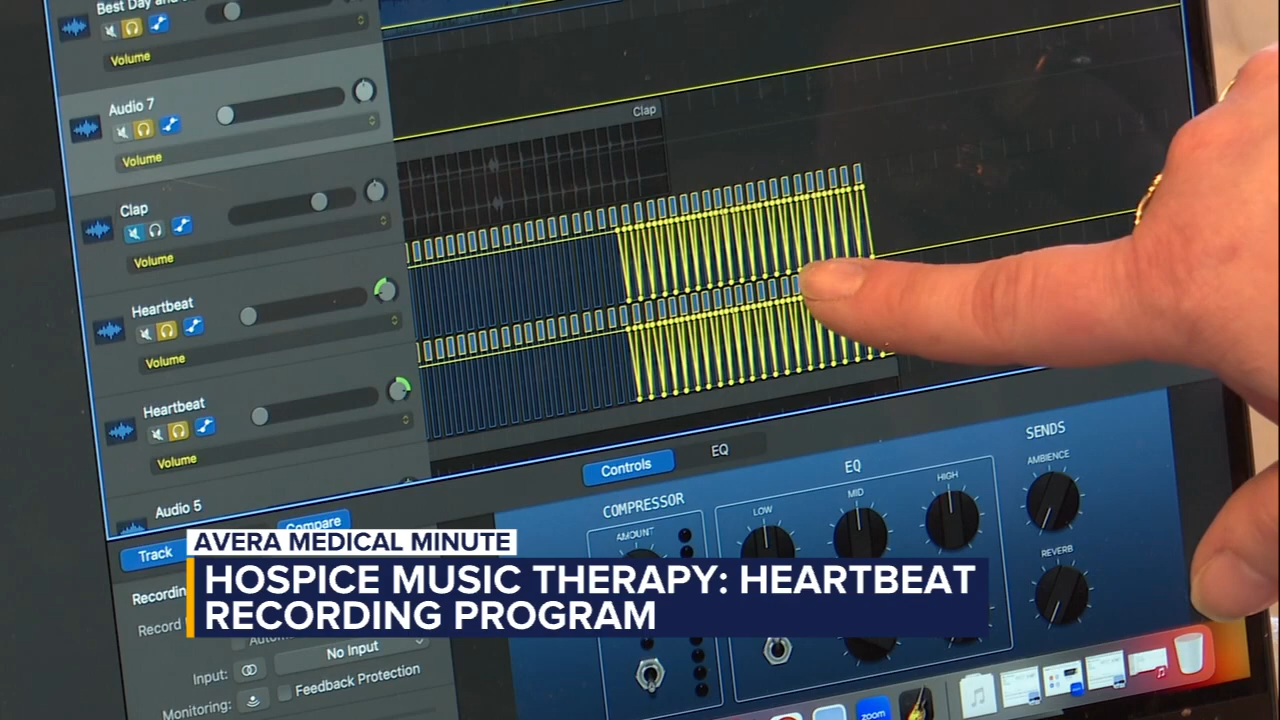 Best Day and
Volume
Audio 7
Volume
Clap
Clap
Volume
Heartbeat
Volume
Heartbeat
Volume
Audio 5
Controls
EQ
Compare
Track
COMPRESSOR
AMOUNT
EQ
LOW
MID
HIGH
SENDS
AMBIENCE
REVERB
AVERA MEDICAL MINUTE
HOSPICE MUSIC THERAPY: HEARTBEAT
RECORDING PROGRAM
Record
Input:
No Input
Monitoring:
Feedback Protection
zoom